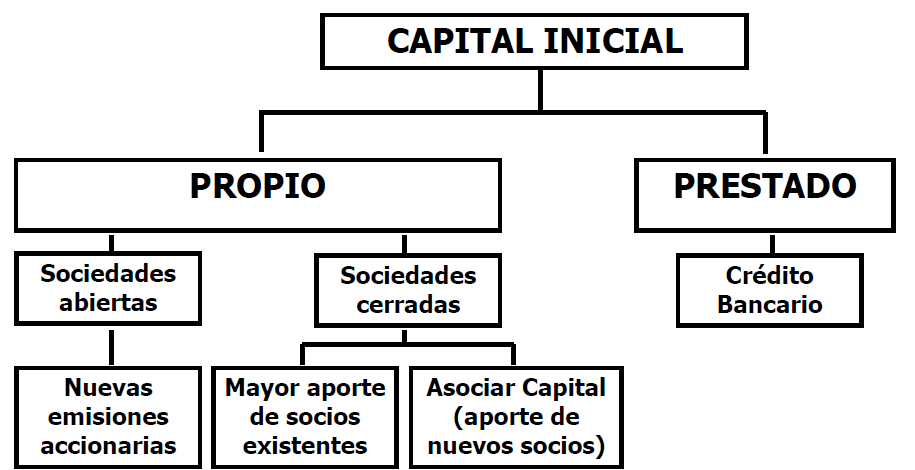 CAPITAL INICIAL
PROPIO
PRESTADO
Sociedades
abiertas
Sociedades
cerradas
Crédito
Bancario
Nuevas
emisiones
accionarias
Mayor aporte
de socios
existentes
Asociar Capital
(aporte de
nuevos socios)